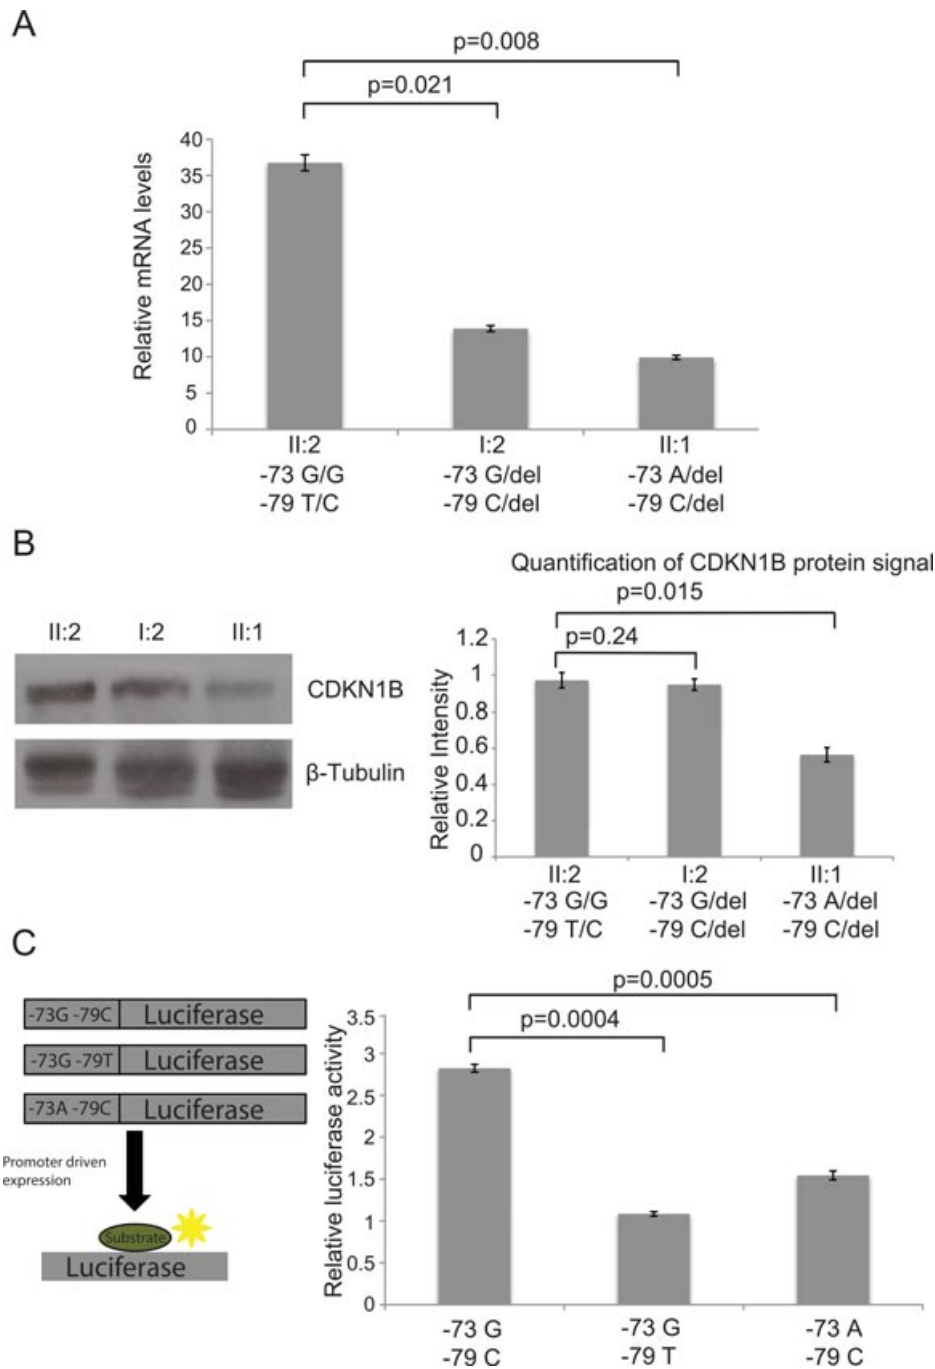 A
p=0.008
p=0.021
Relative mRNA levels
40
35
30
25
20
15
10
5
0
II:2 I:2 II:1
-73 G/G -73 G/del -73 A/del
-79 T/C -79 C/del -79 C/del
B
II:2 I:2 II:1
CDKN1B
β-Tubulin
Quantification of CDKN1B protein signal
p=0.015
p=0.24
Relative Intensity
1.2
1
0.8
0.6
0.4
0.2
0
II:2 I:2 II:1
-73 G/G -73 G/del -73 A/del
-79 T/C -79 C/del -79 C/del
C
-73G -79C Luciferase
-73G -79T Luciferase
-73A -79C Luciferase
Promoter driven
expression
Substrate
Luciferase
p=0.0005
p=0.0004
Relative luciferase activity
3.5
3
2.5
2
1.5
1
0.5
0
-73 G -73 G -73 A
-79 C -79 T -79 C